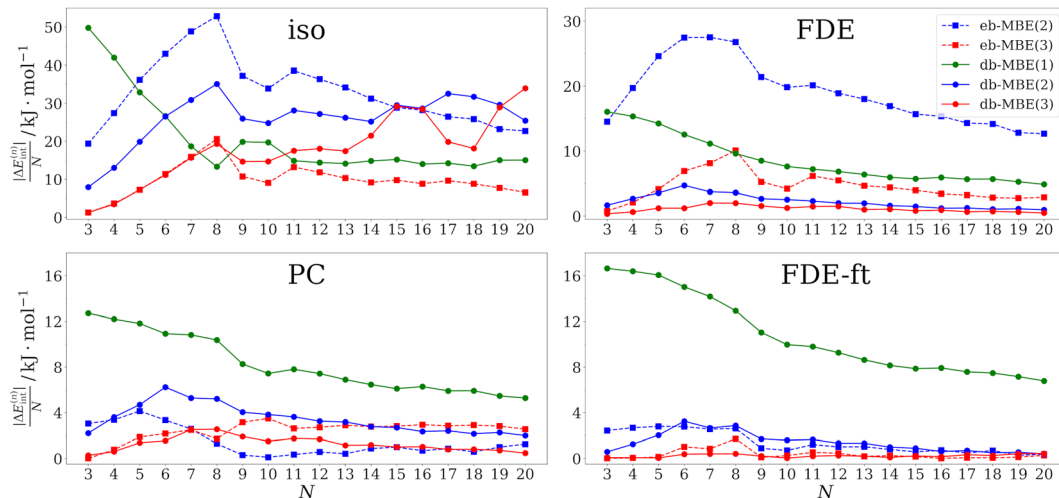 iso
50
40
30
20
10
0
|ΔE_int^(n)|/N / kJ · mol⁻¹
3 4 5 6 7 8 9 10 11 12 13 14 15 16 17 18 19 20
FDE
30
20
10
0
3 4 5 6 7 8 9 10 11 12 13 14 15 16 17 18 19 20
eb-MBE(2)
eb-MBE(3)
db-MBE(1)
db-MBE(2)
db-MBE(3)
PC
16
12
8
4
0
|ΔE_int^(n)|/N / kJ · mol⁻¹
3 4 5 6 7 8 9 10 11 12 13 14 15 16 17 18 19 20
N
FDE-ft
16
12
8
4
0
3 4 5 6 7 8 9 10 11 12 13 14 15 16 17 18 19 20
N